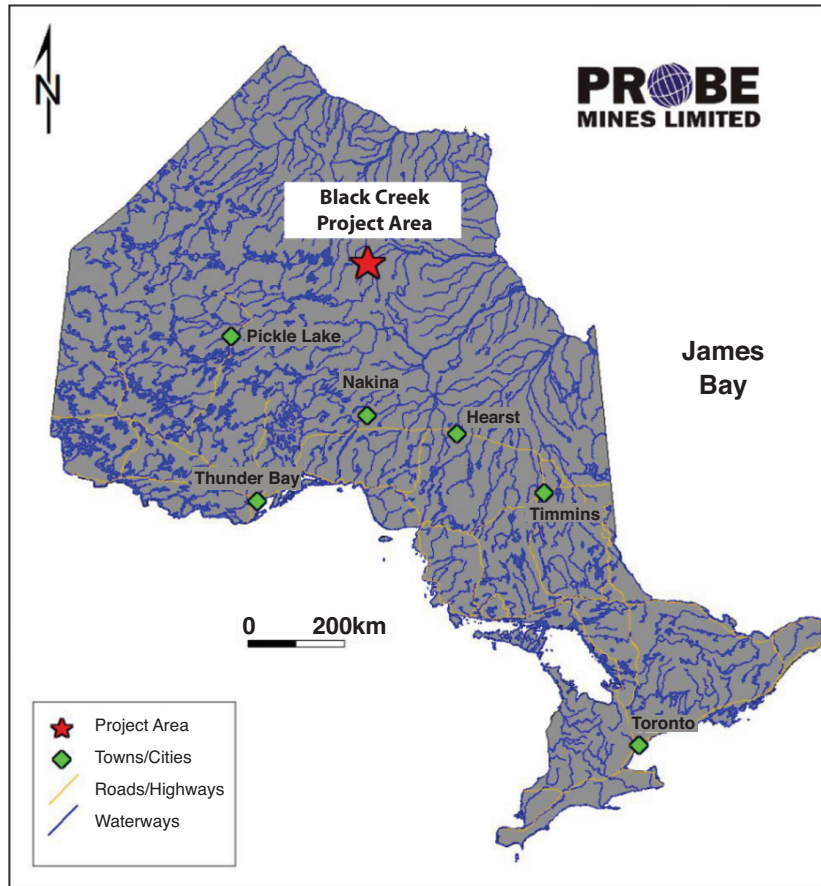 N
PROBE
MINES LIMITED
Black Creek
Project Area
Pickle Lake
James
Bay
Nakina
Hearst
Thunder Bay
Timmins
0 200km
Toronto
Project Area
Towns/Cities
Roads/Highways
Waterways